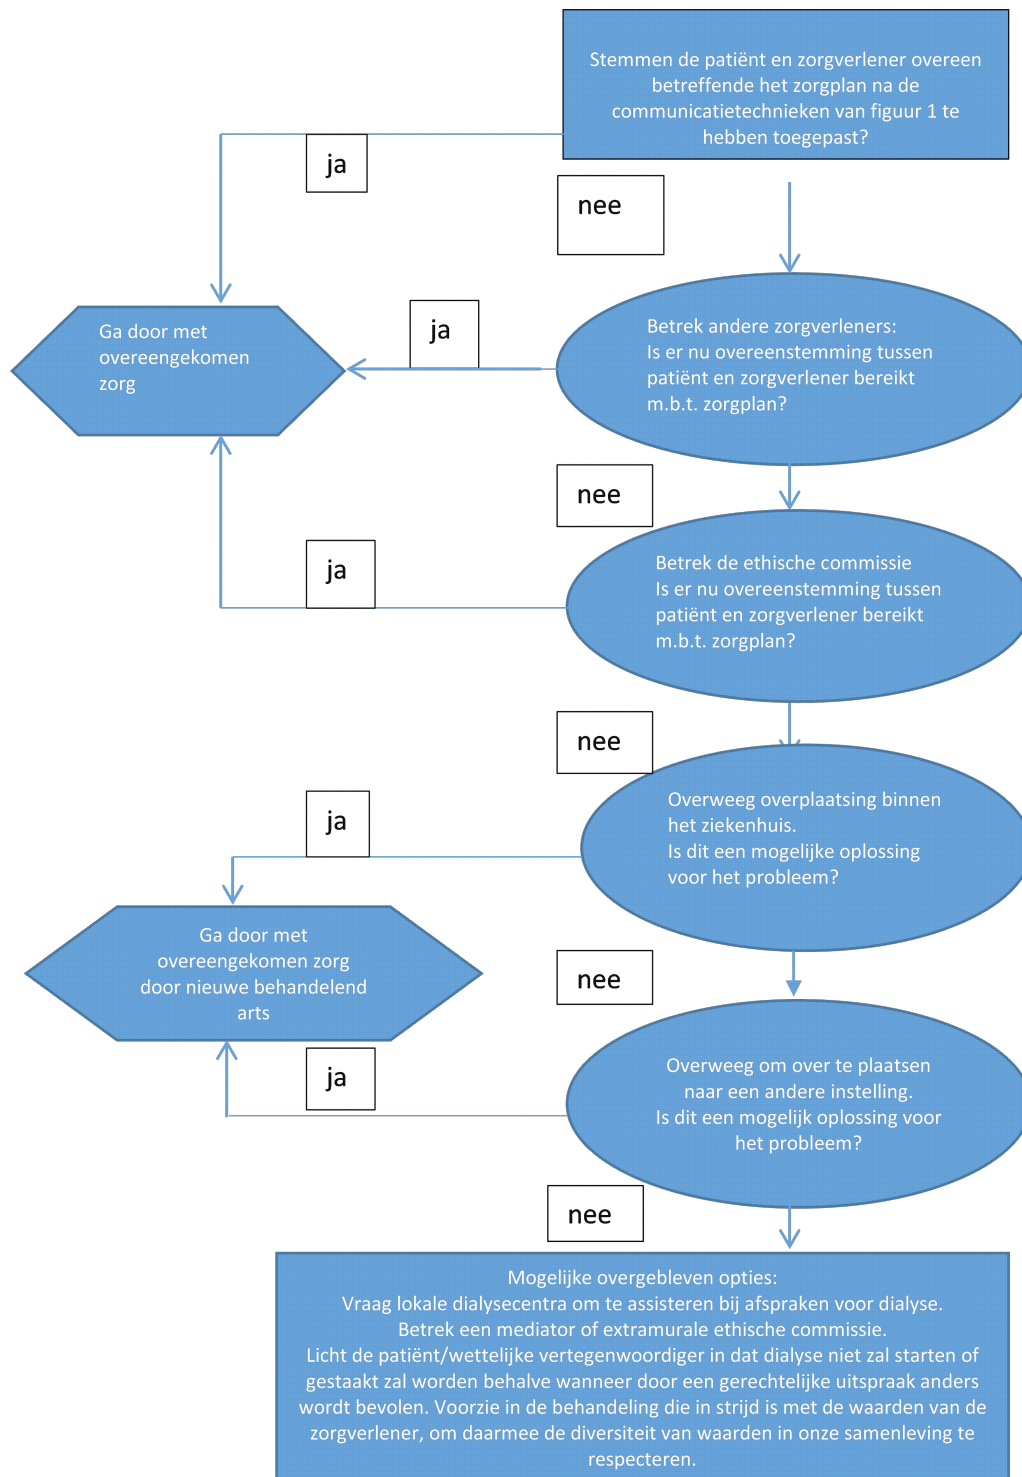 Stemmen de patiënt en zorgverlener overeen
betreffende het zorgplan na de
communicatietechnieken van figuur 1 te
hebben toegepast?
ja
nee
Ga door met
overeengekomen
zorg
ja
Betrek andere zorgverleners:
Is er nu overeenstemming tussen
patiënt en zorgverlener bereikt
m.b.t. zorgplan?
nee
ja
Betrek de ethische commissie
Is er nu overeenstemming tussen
patiënt en zorgverlener bereikt
m.b.t. zorgplan?
nee
ja
Overweeg overplaatsing binnen
het ziekenhuis.
Is dit een mogelijke oplossing
voor het probleem?
Ga door met
overeengekomen zorg
door nieuwe behandelend
arts
nee
ja
Overweeg om over te plaatsen
naar een andere instelling.
Is dit een mogelijk oplossing voor
het probleem?
nee
Mogelijke overgebleven opties:
Vraag lokale dialysecentra om te assisteren bij afspraken voor dialyse.
Betrek een mediator of extramurale ethische commissie.
Licht de patiënt/wettelijke vertegenwoordiger in dat dialyse niet zal starten of
gestaakt zal worden behalve wanneer door een gerechtelijke uitspraak anders
wordt bevolen. Voorzie in de behandeling die in strijd is met de waarden van de
zorgverlener, om daarmee de diversiteit van waarden in onze samenleving te
respecteren.